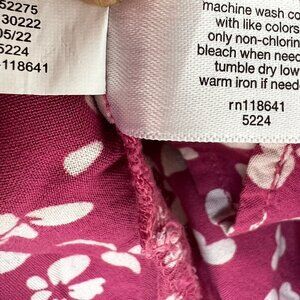 52275
30222
05/22
5224
-118641
machine wash co
with like colors
only non-chlorin
bleach when need
tumble dry low
warm iron if neede
rn118641
5224